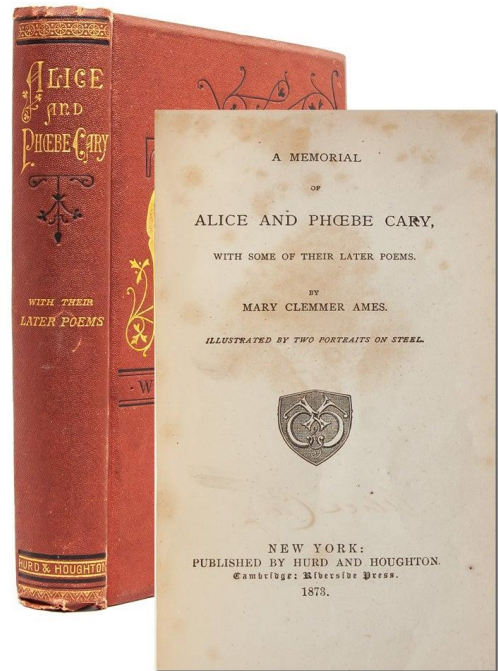 ALICE
AND
PHŒBE CARY
WITH THEIR
LATER POEMS
HURD & HOUGHTON
A MEMORIAL
OF
ALICE AND PHŒBE CARY,
WITH SOME OF THEIR LATER POEMS.
BY
MARY CLEMMER AMES.
ILLUSTRATED BY TWO PORTRAITS ON STEEL.
NEW YORK:
PUBLISHED BY HURD AND HOUGHTON.
Cambridge: Riverside Press.
1873.